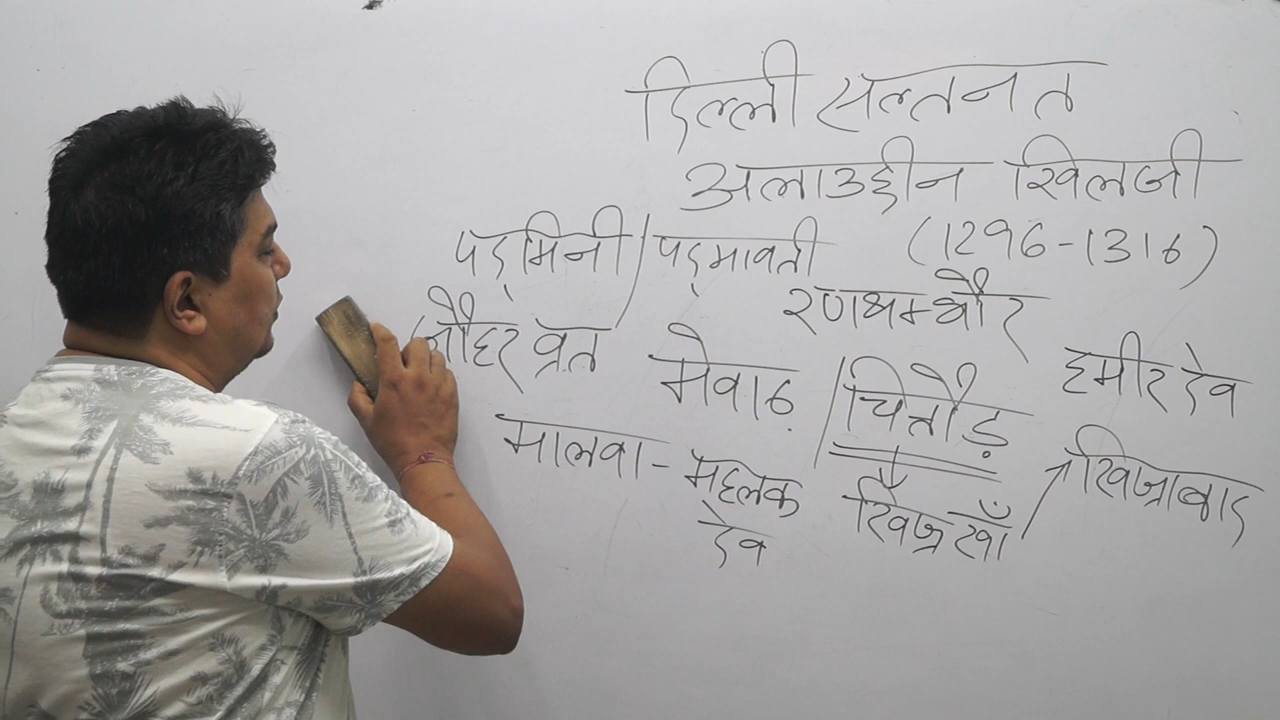 दिल्ली सल्तनत
अलाउद्दीन खिलजी
(1296-1316)
पद्मिनी/पद्मावती
रणथम्भौर
जौहर व्रत
मेवाढ़/चित्तौड़
हमीर देव
मालवा - महलक
देव
खिज्र खाँ/
खिज्राबाद